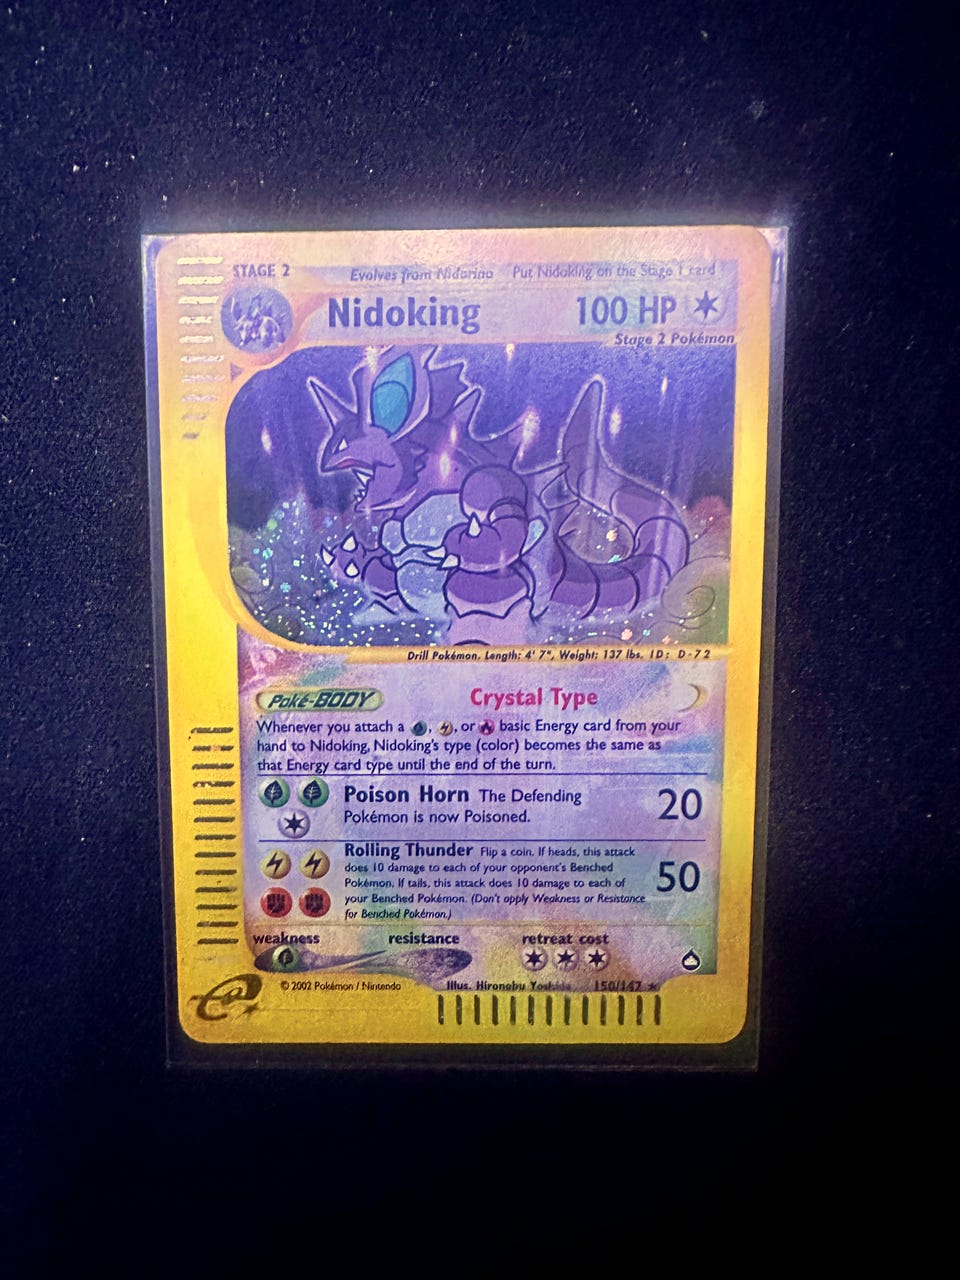 STAGE 2 Evolves from Nidorino Put Nidoking on the Stage 1 card
Nidoking 100 HP
Stage 2 Pokémon
Drill Pokémon. Length: 4' 7", Weight: 137 lbs. ID: D-72
Poké-BODY Crystal Type
Whenever you attach a , , or basic Energy card from your
hand to Nidoking, Nidoking's type (color) becomes the same as
that Energy card type until the end of the turn.
Poison Horn The Defending
Pokémon is now Poisoned.
20
Rolling Thunder Flip a coin. If heads, this attack
does 10 damage to each of your opponent's Benched
Pokémon. If tails, this attack does 10 damage to each of
your Benched Pokémon. (Don't apply Weakness or Resistance
for Benched Pokémon.)
50
weakness resistance retreat cost
e
© 2002 Pokémon / Nintendo Illus. Hironobu Yoshida 150/147 ★